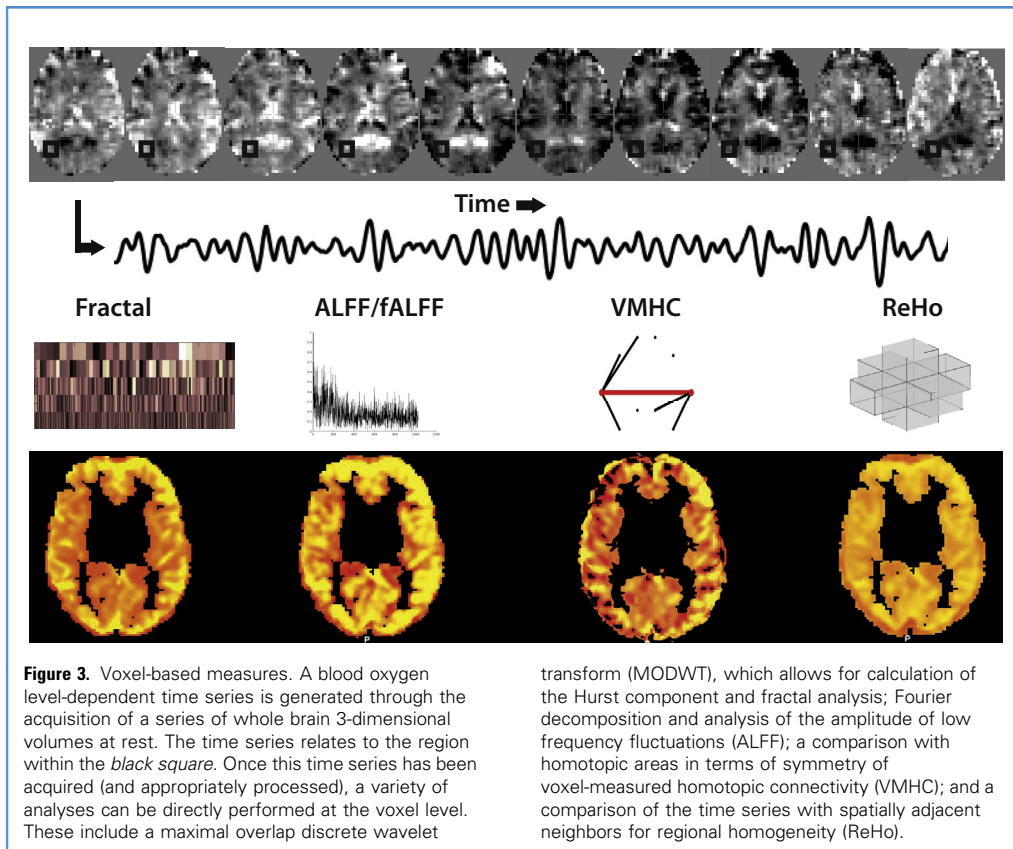 Time
Fractal
ALFF/fALFF
VMHC
ReHo
P
Figure 3. Voxel-based measures. A blood oxygen
level-dependent time series is generated through the
acquisition of a series of whole brain 3-dimensional
volumes at rest. The time series relates to the region
within the black square. Once this time series has been
acquired (and appropriately processed), a variety of
analyses can be directly performed at the voxel level.
These include a maximal overlap discrete wavelet
transform (MODWT), which allows for calculation of
the Hurst component and fractal analysis; Fourier
decomposition and analysis of the amplitude of low
frequency fluctuations (ALFF); a comparison with
homotopic areas in terms of symmetry of
voxel-measured homotopic connectivity (VMHC); and a
comparison of the time series with spatially adjacent
neighbors for regional homogeneity (ReHo).